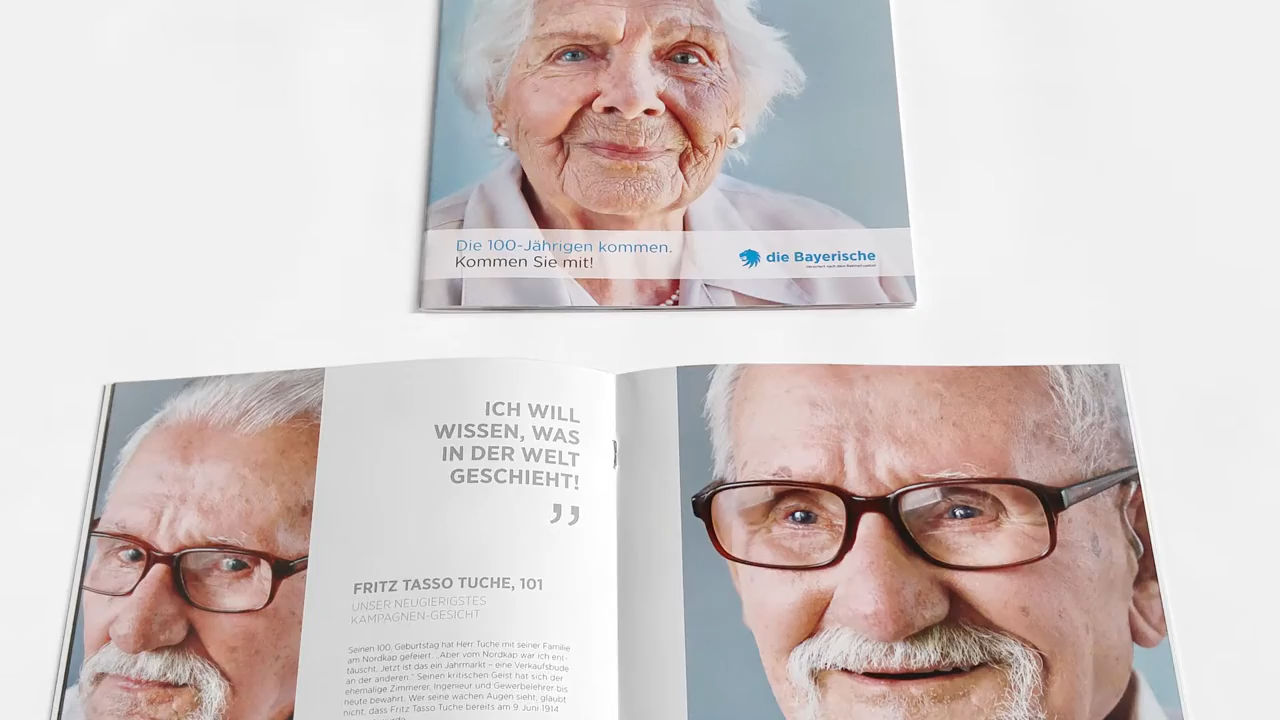 Die 100-Jährigen kommen.
Kommen Sie mit!
die Bayerische
Versichert nach dem Reinheitsgebot
ICH WILL
WISSEN, WAS
IN DER WELT
GESCHIEHT!
”
FRITZ TASSO TUCHE, 101
UNSER NEUGIERIGSTES
KAMPAGNEN-GESICHT
Seinen 100. Geburtstag hat Herr Tuche mit seiner Familie
am Nordkap gefeiert. „Aber vom Nordkap war ich ent-
täuscht. Jetzt ist das ein Jahrmarkt – eine Verkaufsbude
an der anderen.“ Seinen kritischen Geist hat sich der
ehemalige Zimmerer, Ingenieur und Gewerbelehrer bis
heute bewahrt. Wer seine wachen Augen sieht, glaubt
nicht, dass Fritz Tasso Tuche bereits am 9. Juni 1914